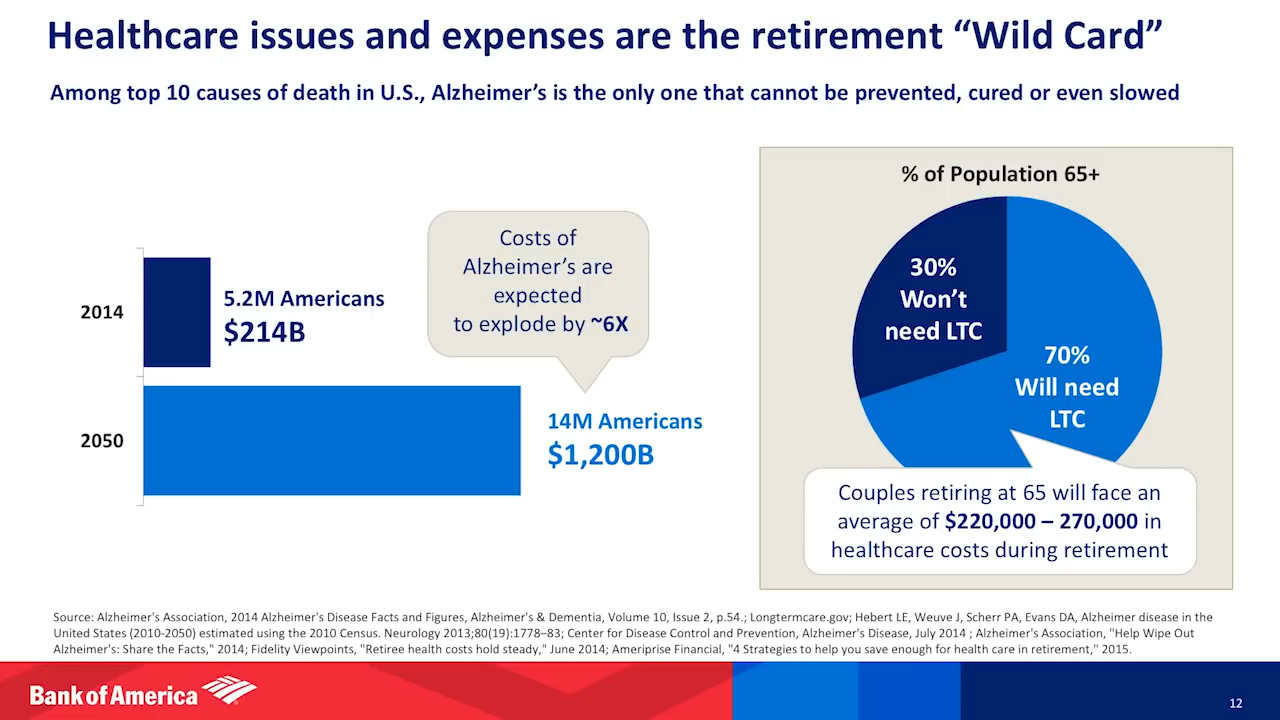 Healthcare issues and expenses are the retirement “Wild Card”
Among top 10 causes of death in U.S., Alzheimer’s is the only one that cannot be prevented, cured or even slowed
2014
5.2M Americans
$214B
Costs of
Alzheimer’s are
expected
to explode by ~6X
2050
14M Americans
$1,200B
% of Population 65+
30%
Won’t
need LTC
70%
Will need
LTC
Couples retiring at 65 will face an
average of $220,000 – 270,000 in
healthcare costs during retirement
Source: Alzheimer's Association, 2014 Alzheimer's Disease Facts and Figures, Alzheimer's & Dementia, Volume 10, Issue 2, p.54.; Longtermcare.gov; Hebert LE, Weuve J, Scherr PA, Evans DA, Alzheimer disease in the
United States (2010-2050) estimated using the 2010 Census. Neurology 2013;80(19):1778–83; Center for Disease Control and Prevention, Alzheimer's Disease, July 2014 ; Alzheimer's Association, "Help Wipe Out
Alzheimer's: Share the Facts," 2014; Fidelity Viewpoints, "Retiree health costs hold steady," June 2014; Ameriprise Financial, "4 Strategies to help you save enough for health care in retirement," 2015.
Bank of America
12